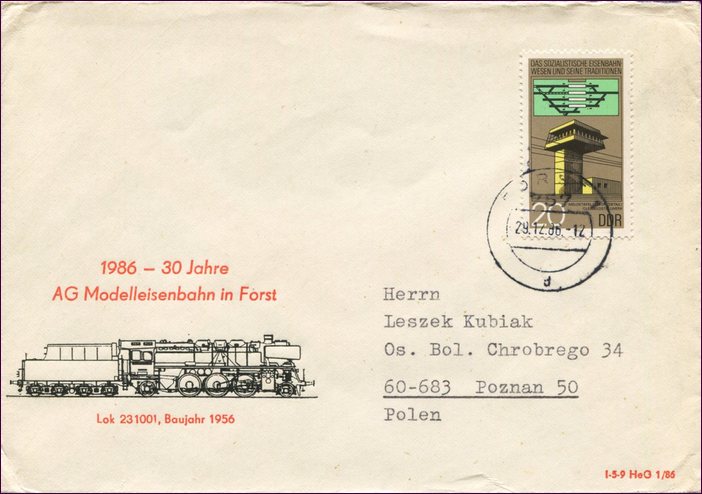 DAS SOZIALISTISCHE EISENBAHN
WESEN UND SEINE TRADITIONEN
20
DDR
29.12.86.-12
d
1986 – 30 Jahre
AG Modelleisenbahn in Forst
Lok 231001, Baujahr 1956
Herrn
Leszek Kubiak
Os. Bol. Chrobrego 34
60-683 Poznan 50
Polen
I-5-9 HeG 1/86